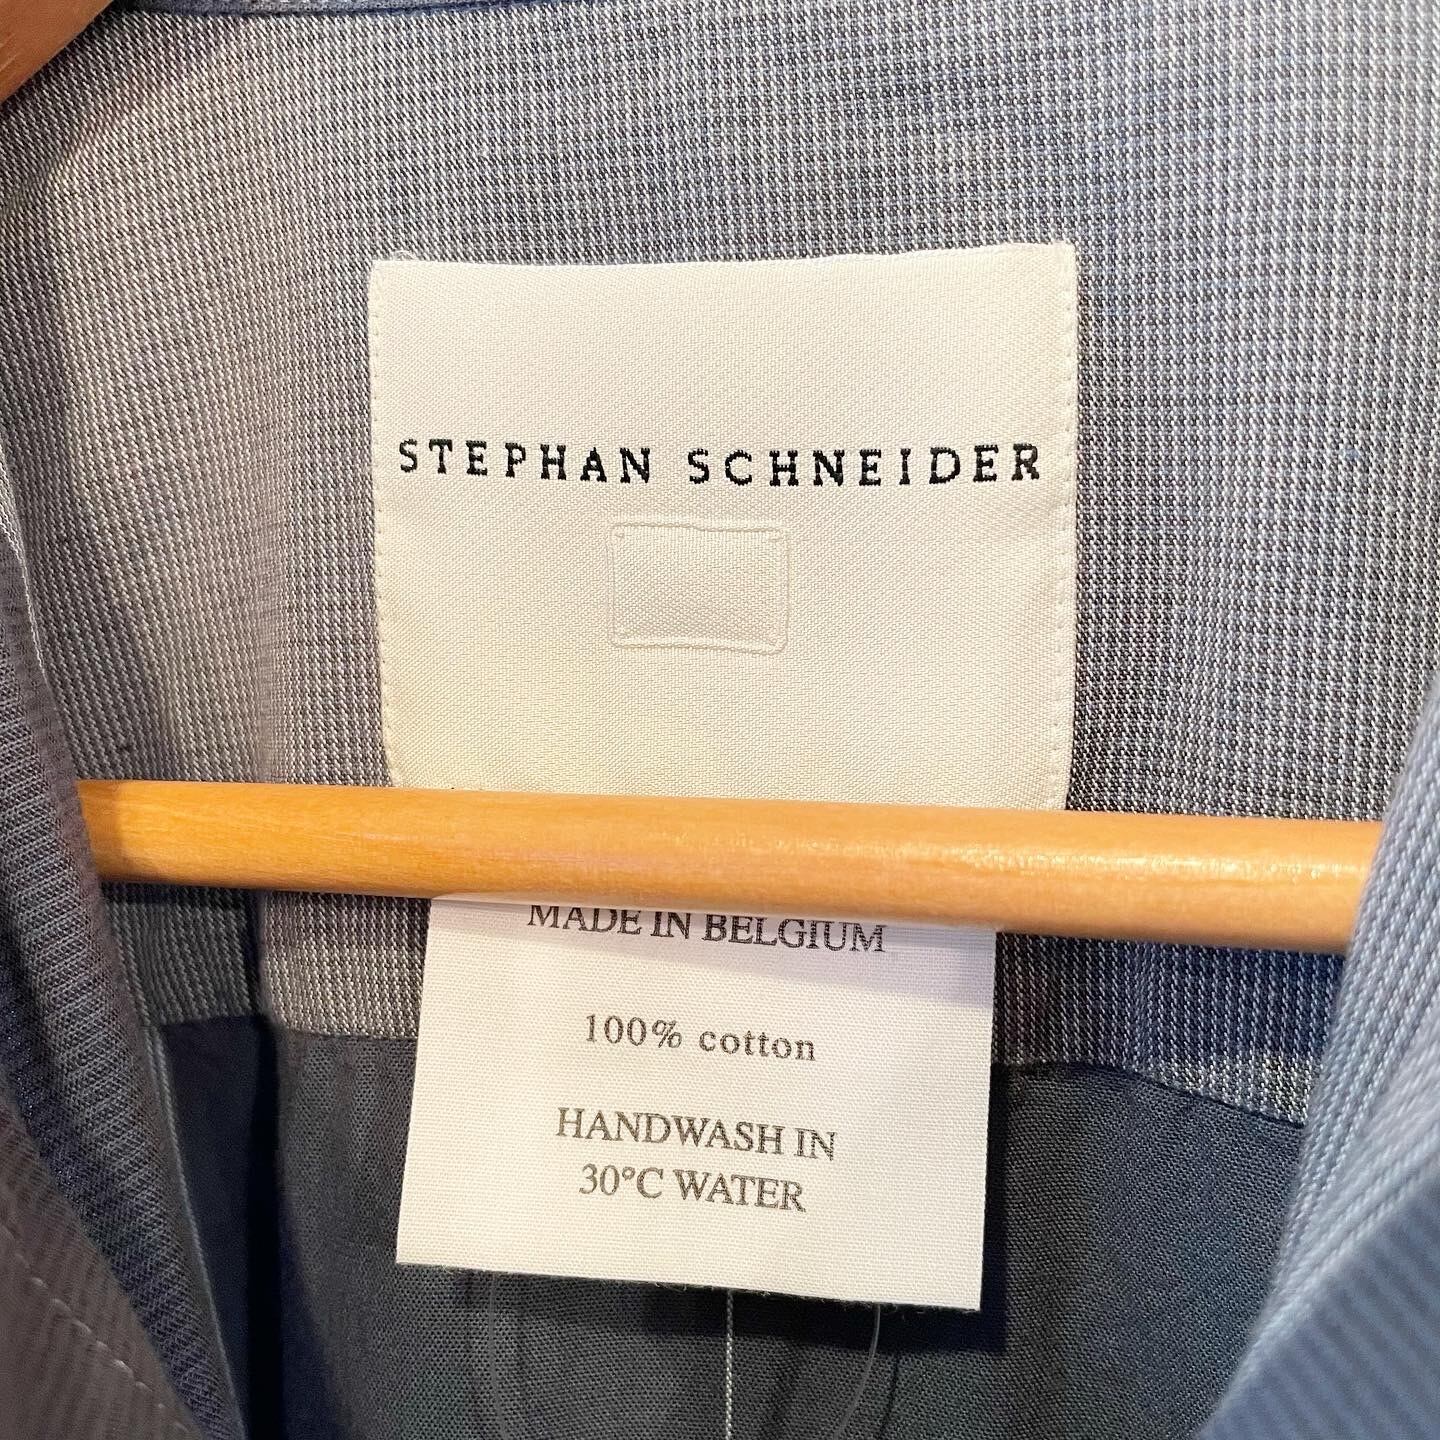 STEPHAN SCHNEIDER
MADE IN BELGIUM
100% cotton
HANDWASH IN
30°C WATER